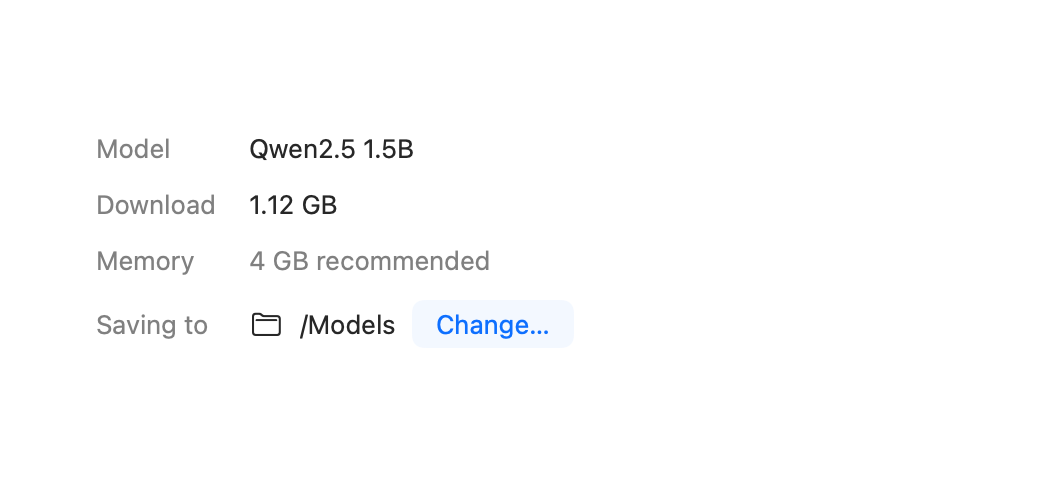 Model Qwen2.5 1.5B
Download 1.12 GB
Memory 4 GB recommended
Saving to /Models Change...